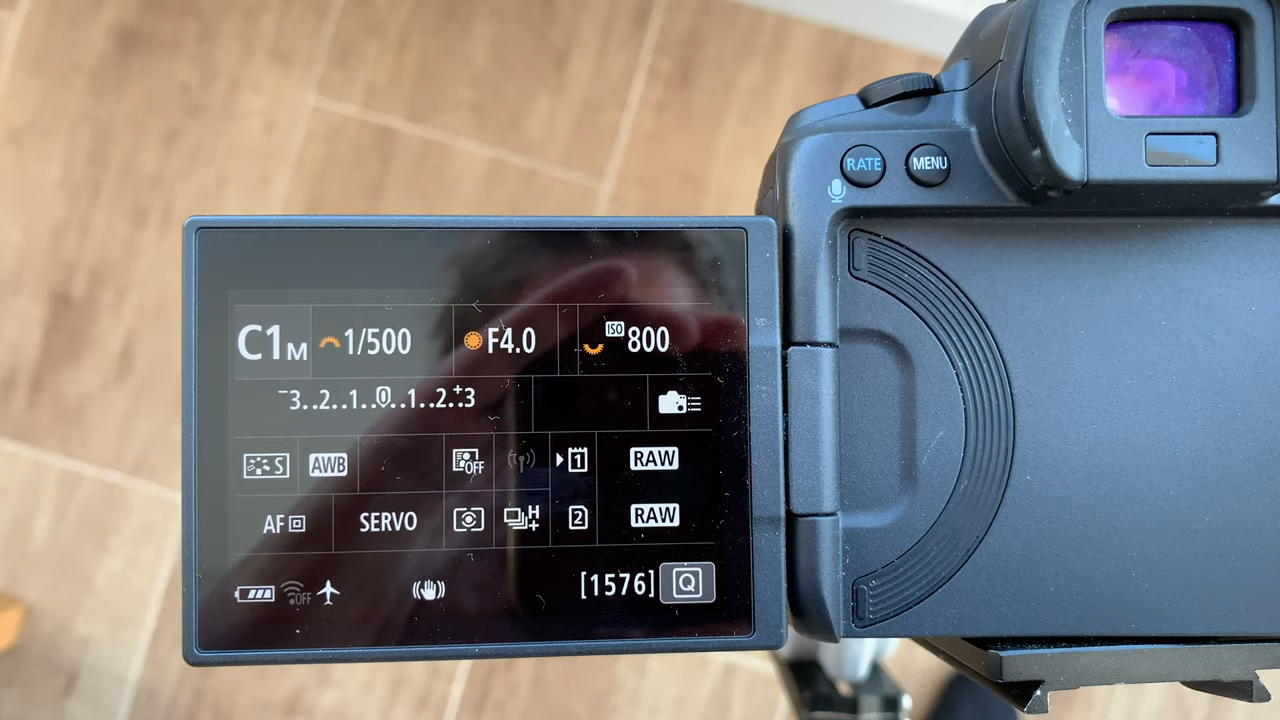 RATE MENU
C1M 1/500 F4.0 ISO 800
-3..2..1..0..1..2..+3
S AWB OFF 1 RAW
AF SERVO H+ 2 RAW
OFF [1576] Q